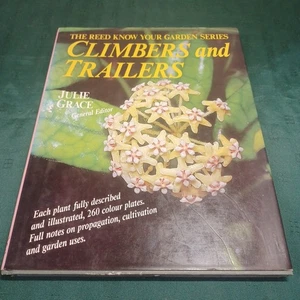 THE REED KNOW YOUR GARDEN SERIES
CLIMBERS and
TRAILERS
JULIE
GRACE
General Editor
Each plant fully described
and illustrated, 260 colour plates.
Full notes on propagation, cultivation
and garden uses.